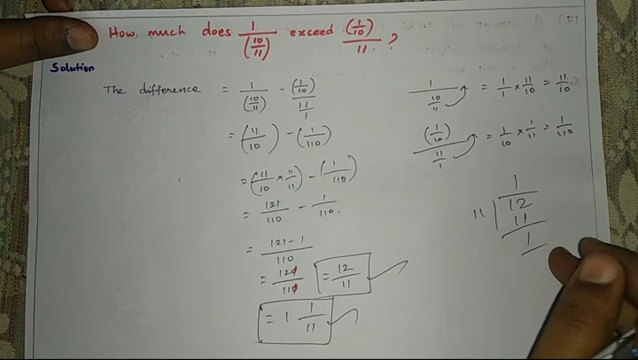 How much does 1/(10/11) exceed (1/10)/11 ?
Solution
The difference = 1/(10/11) - (1/10)/(11/1)
= (11/10) - (1/110)
= (11/10 × 11/11) - (1/110)
= 121/110 - 1/110.
= 121-1/110
= 120/110 = 12/11
= 1 1/11
1/(10/11) = 1/1 × 11/10 = 11/10
(1/10)/(11/1) = 1/10 × 1/11 = 1/110
1
11 12
11
1